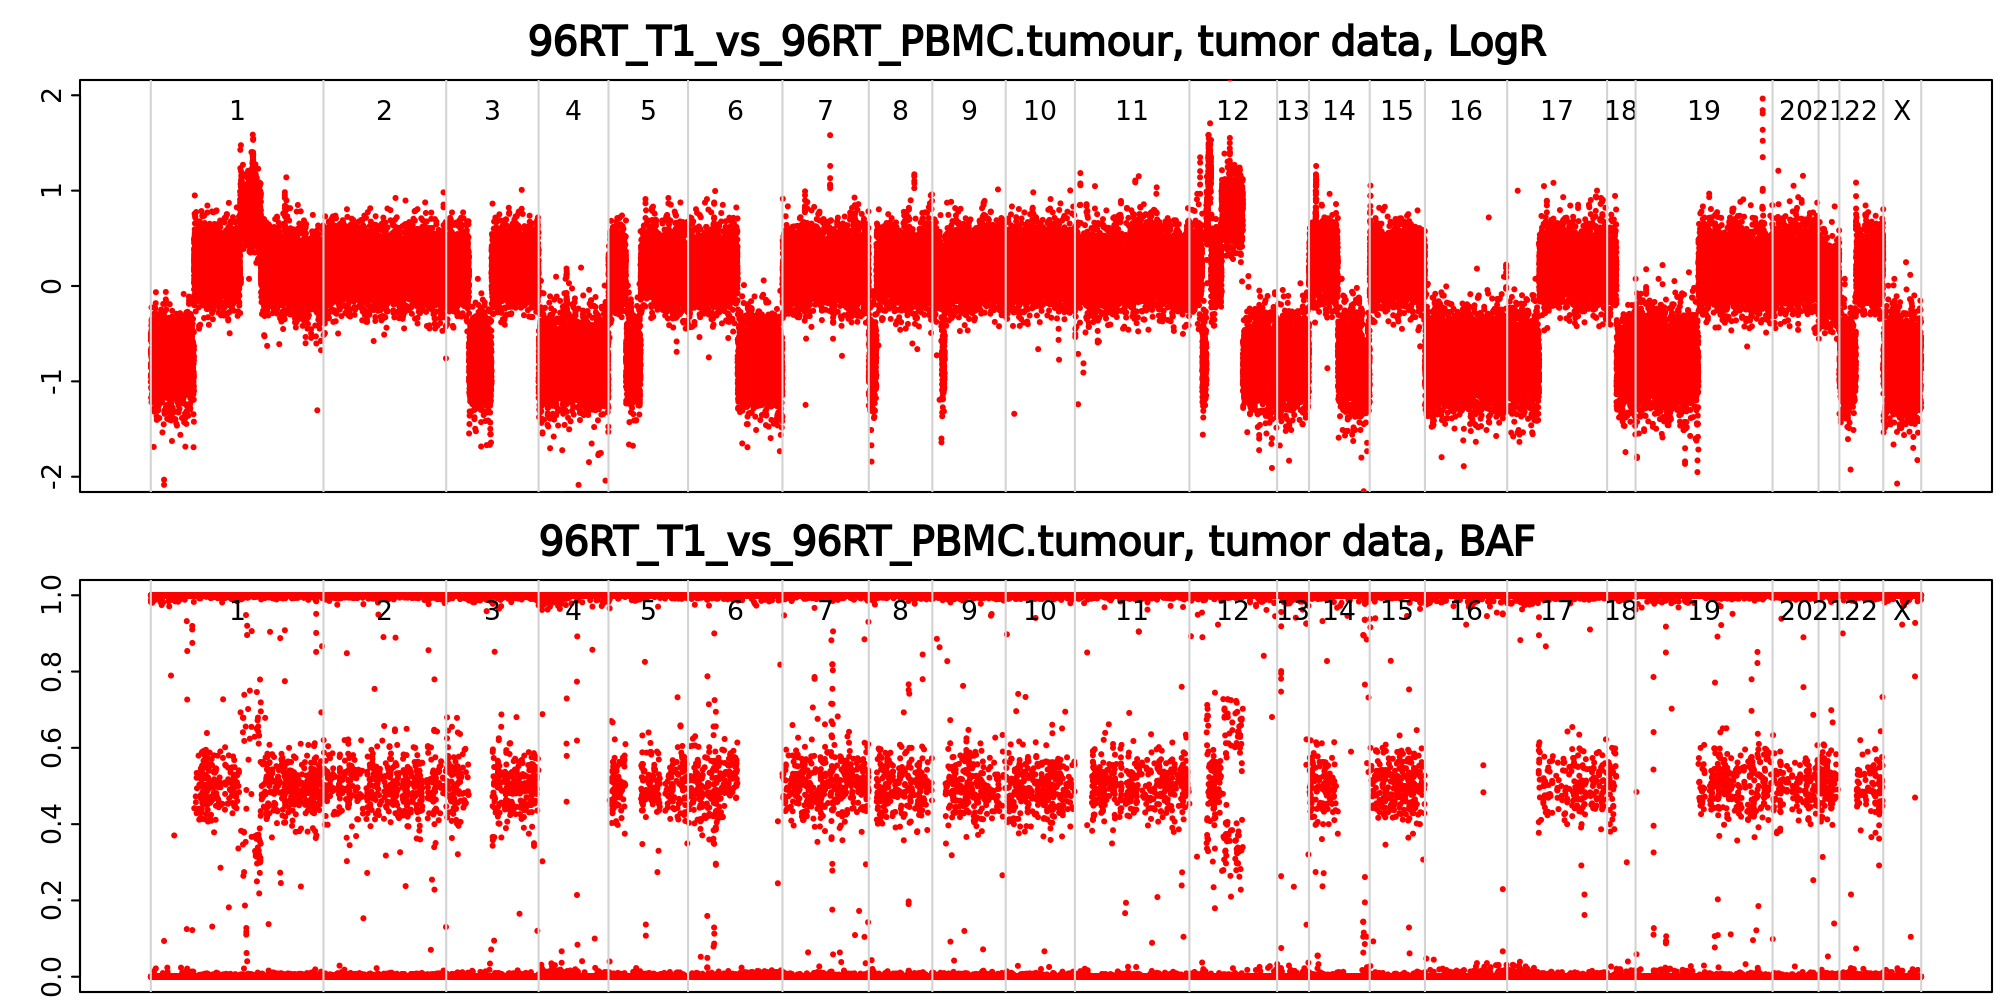 96RT_T1_vs_96RT_PBMC.tumour, tumor data, LogR
2
1
0
-1
-2
1 2 3 4 5 6 7 8 9 10 11 12 13 14 15 16 17 18 19 20 21 22 X
96RT_T1_vs_96RT_PBMC.tumour, tumor data, BAF
1.0
0.8
0.6
0.4
0.2
0.0
1 2 3 4 5 6 7 8 9 10 11 12 13 14 15 16 17 18 19 20 21 22 X